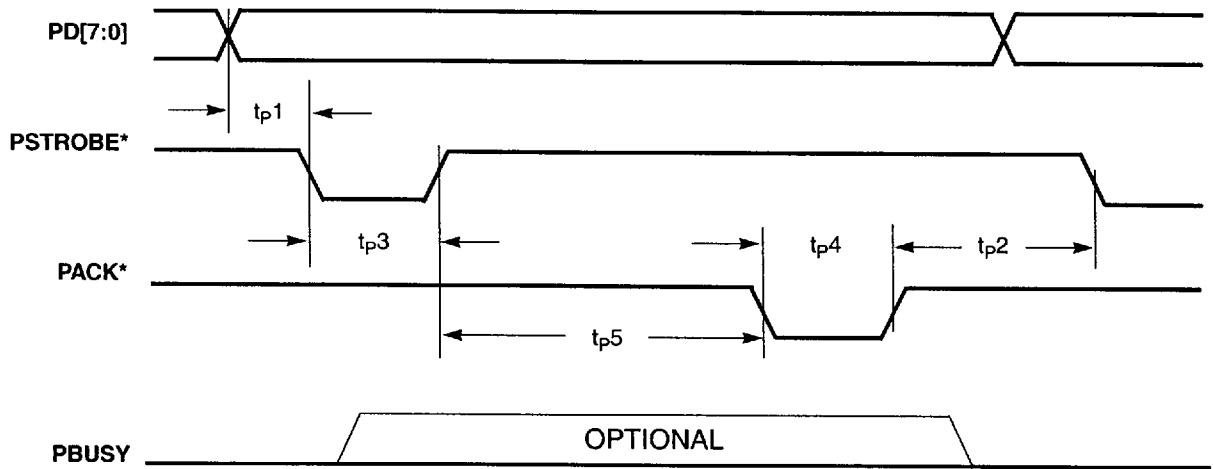 PD[7:0]
tP1
PSTROBE*
tP3
tP4
tP2
PACK*
tP5
OPTIONAL
PBUSY